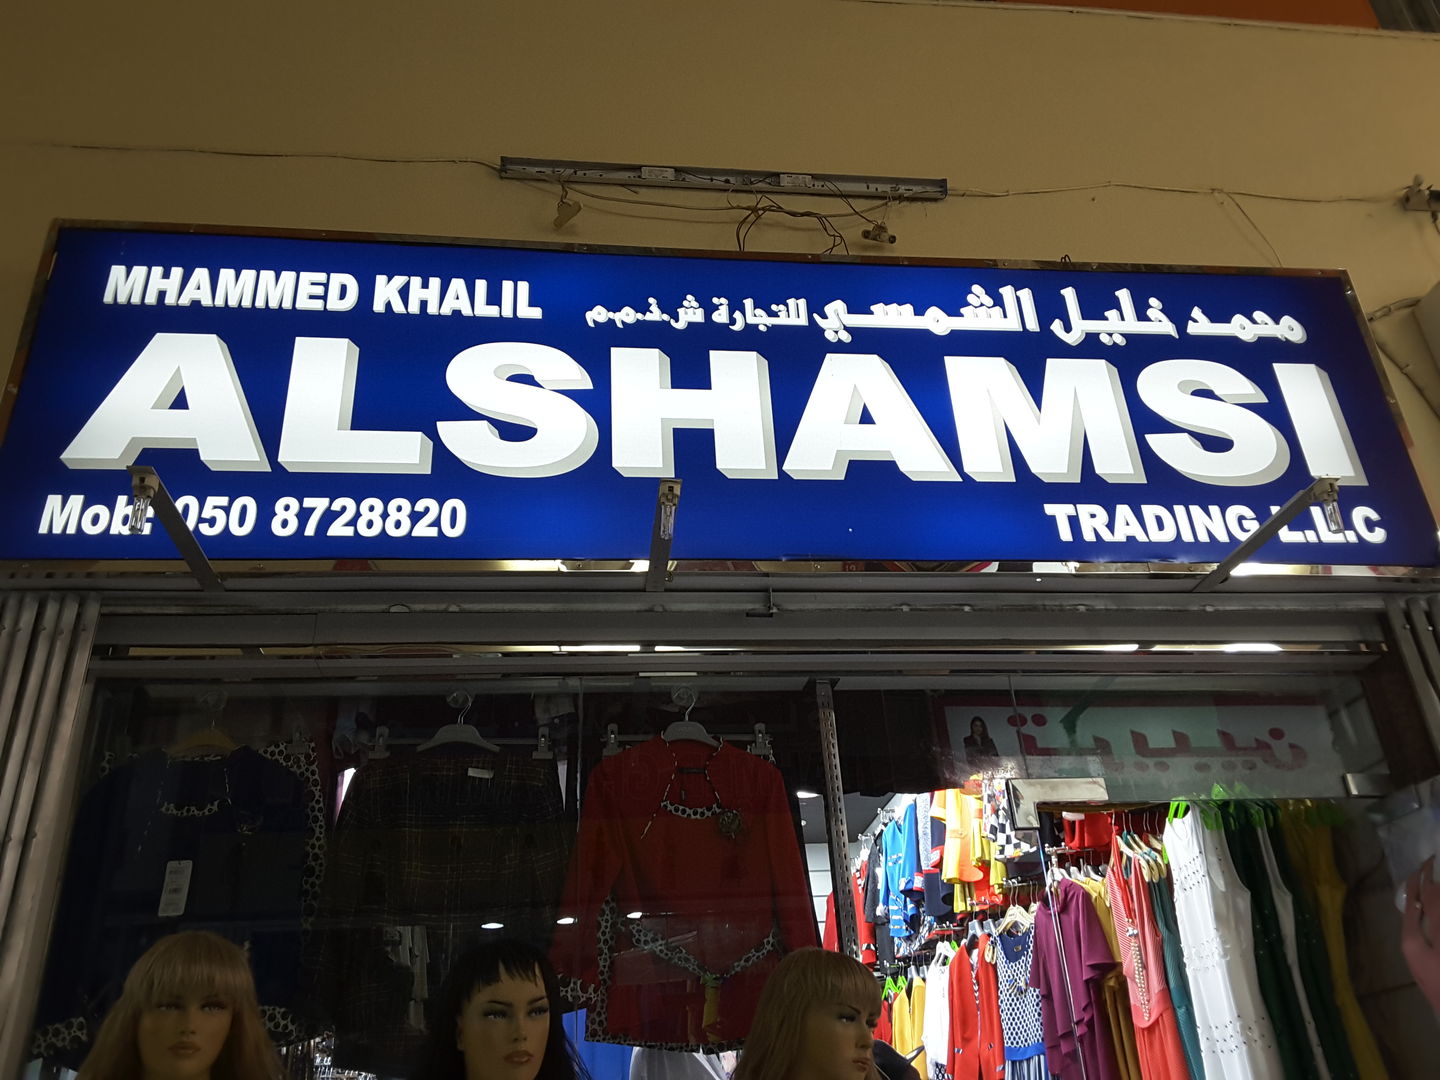 MHAMMED KHALIL
محمد خليل الشمسي للتجارة ش.ذ.م.م
ALSHAMSI
Mob: 050 8728820
TRADING L.L.C